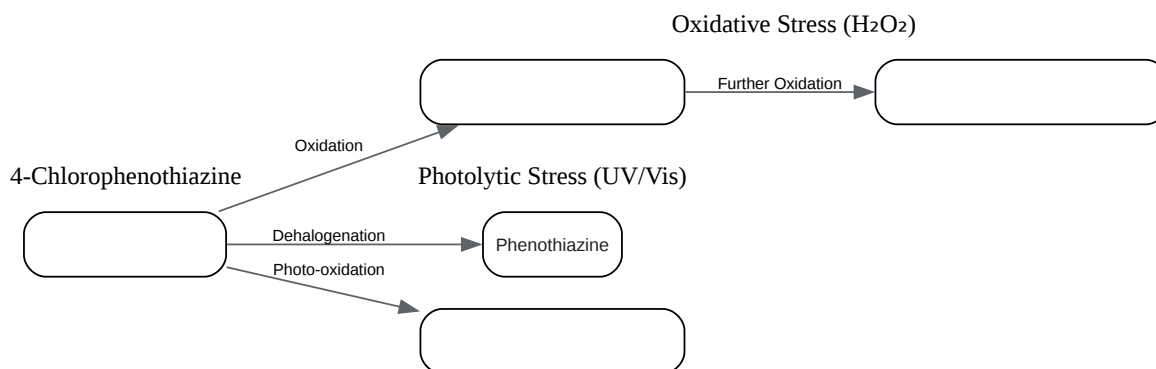 Oxidative Stress (H₂O₂)
Further Oxidation
Oxidation
4-Chlorophenothiazine
Photolytic Stress (UV/Vis)
Dehalogenation
Phenothiazine
Photo-oxidation